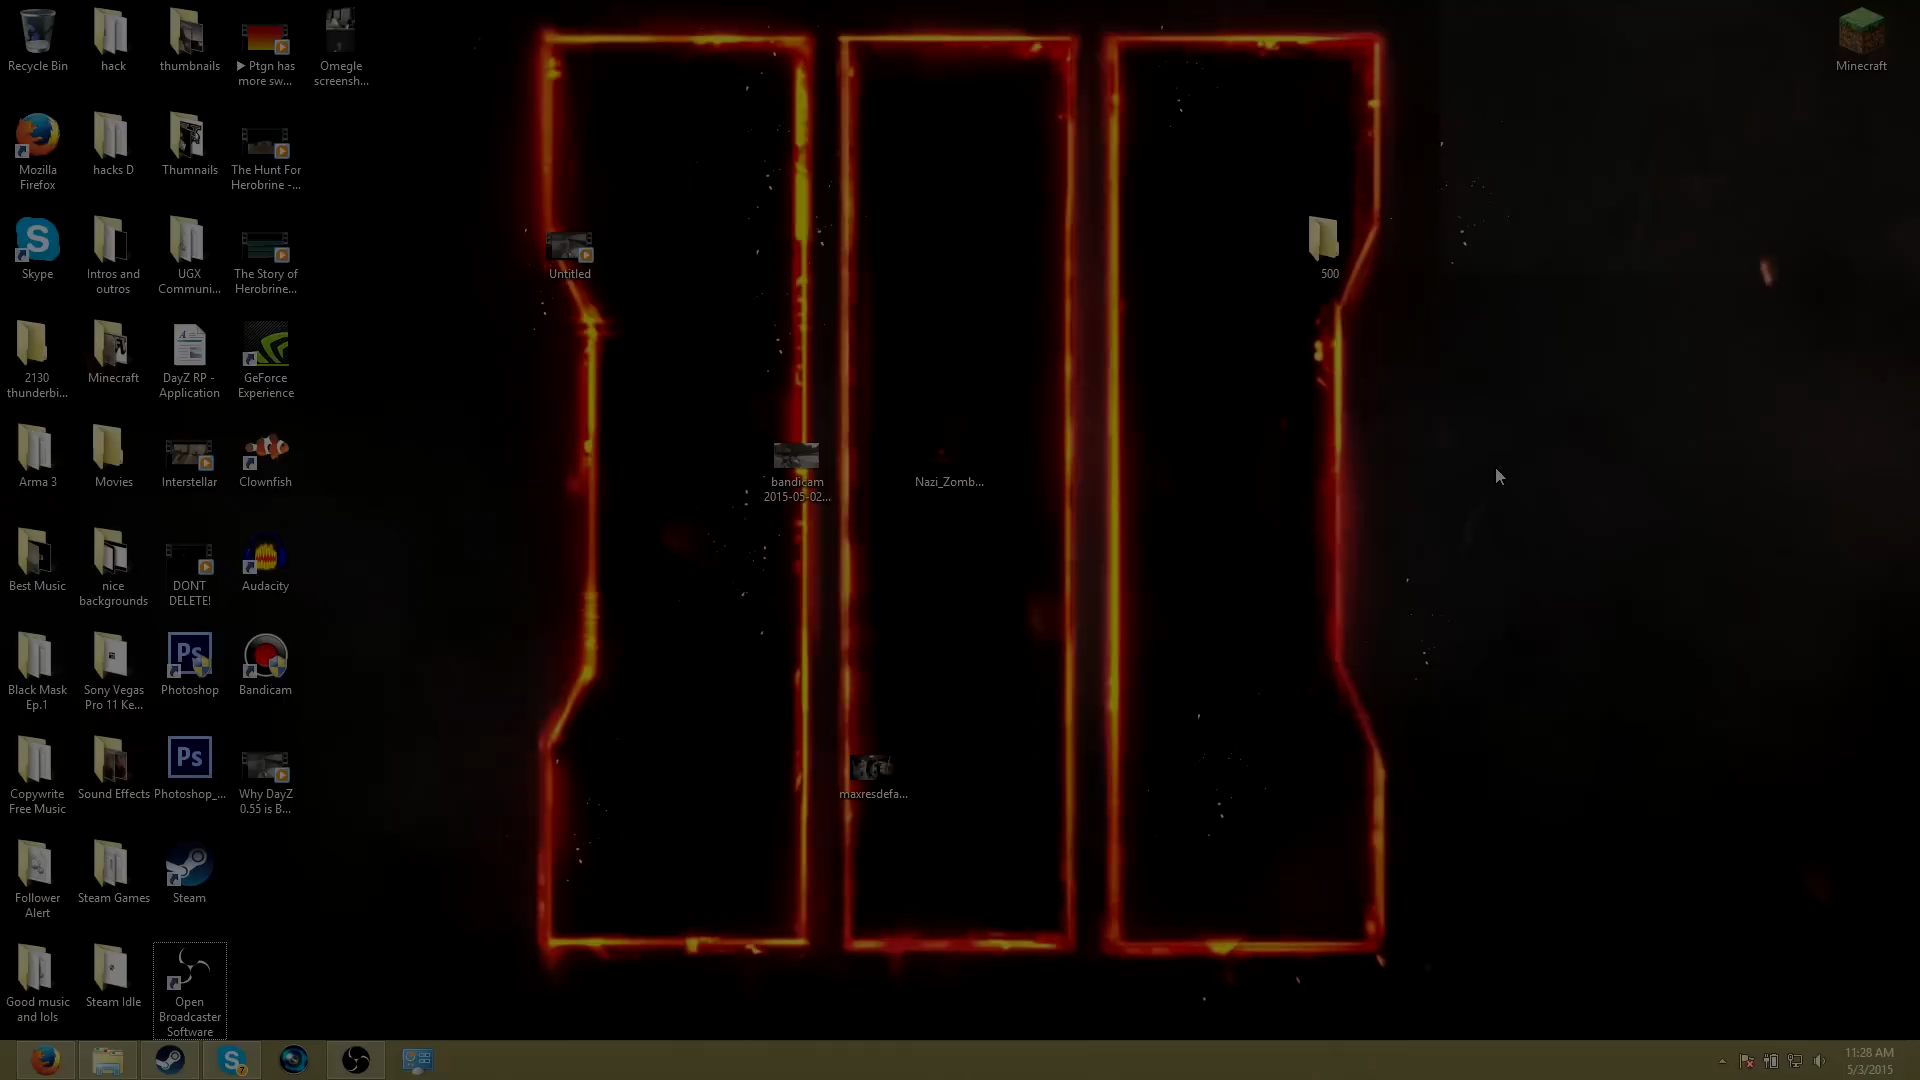 Recycle Bin
hack
thumbnails
▶ Ptgn has
more sw...
Omegle
screensh...
Minecraft
Mozilla
Firefox
hacks D
Thumnails
The Hunt For
Herobrine -...
Skype
Intros and
outros
UGX
Communi...
The Story of
Herobrine...
Untitled
500
2130
thunderbi...
Minecraft
DayZ RP -
Application
GeForce
Experience
Arma 3
Movies
Interstellar
Clownfish
bandicam
2015-05-02...
Nazi_Zomb...
Best Music
nice
backgrounds
DONT
DELETE!
Audacity
Black Mask
Ep.1
Sony Vegas
Pro 11 Ke...
Photoshop
Bandicam
Copywrite
Free Music
Sound Effects
Photoshop_...
Why DayZ
0.55 is B...
maxresdefa...
Follower
Alert
Steam Games
Steam
Good music
and lols
Steam Idle
Open
Broadcaster
Software
11:28 AM
5/3/2015